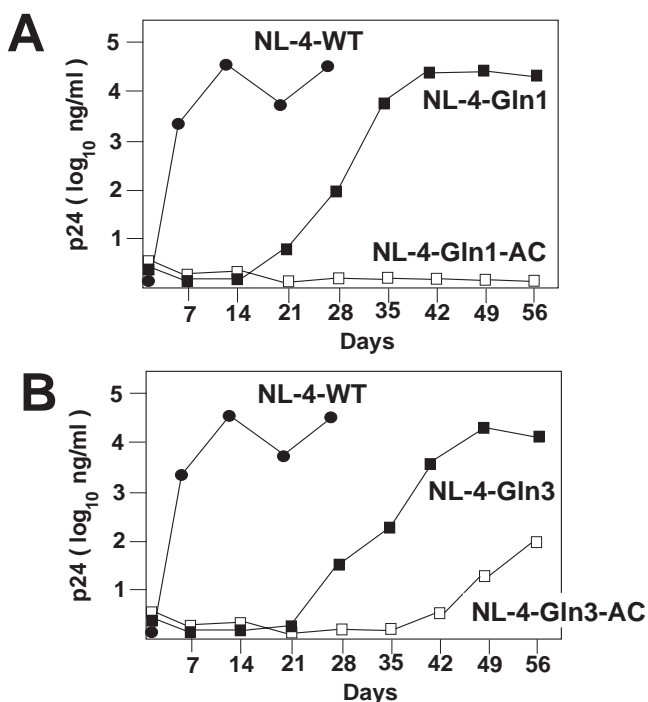 A
p24 ( log10 ng/ml )
5
4
3
2
1
NL-4-WT
NL-4-Gln1
NL-4-Gln1-AC
7 14 21 28 35 42 49 56
Days
B
p24 ( log10 ng/ml )
5
4
3
2
1
NL-4-WT
NL-4-Gln3
NL-4-Gln3-AC
7 14 21 28 35 42 49 56
Days